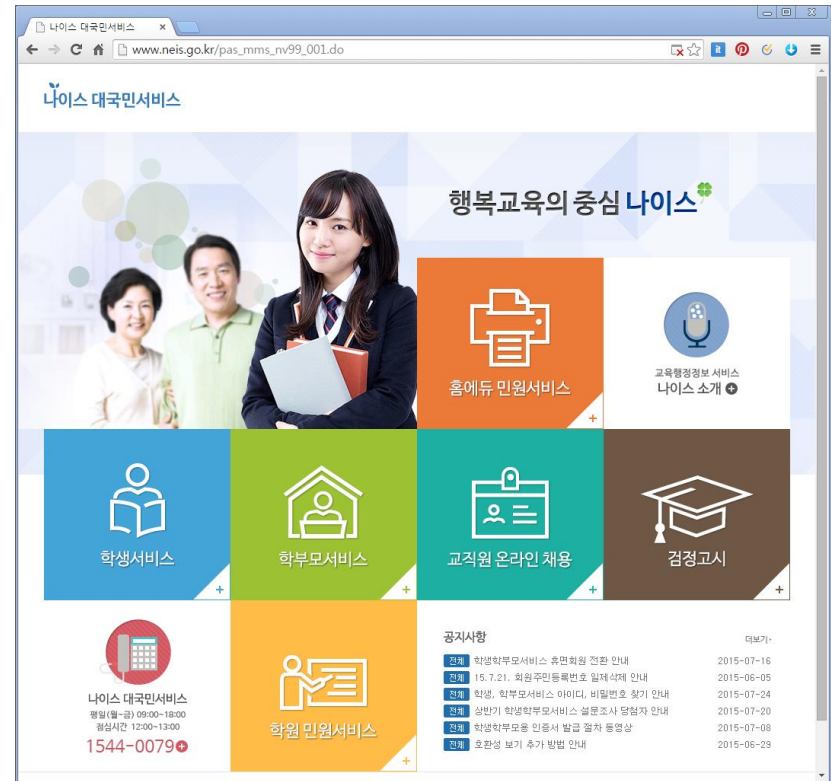 나이스 대국민서비스
www.neis.go.kr/pas_mms_nv99_001.do
나이스 대국민서비스
행복교육의 중심 나이스
홈에듀 민원서비스
교육행정정보 서비스
나이스 소개
학생서비스
학부모서비스
교직원 온라인 채용
검정고시
나이스 대국민서비스
평일(월~금) 09:00~18:00
점심시간 12:00~13:00
1544-0079
학원 민원서비스
공지사항 더보기
전체 학생학부모서비스 휴면회원 전환 안내 2015-07-16
전체 15.7.21. 회원주민등록번호 일제삭제 안내 2015-06-05
전체 학생, 학부모서비스 아이디, 비밀번호 찾기 안내 2015-07-24
전체 상반기 학생학부모서비스 설문조사 당첨자 안내 2015-07-20
전체 학생학부모용 인증서 발급 절차 동영상 2015-07-08
전체 호환성 보기 추가 방법 안내 2015-06-29